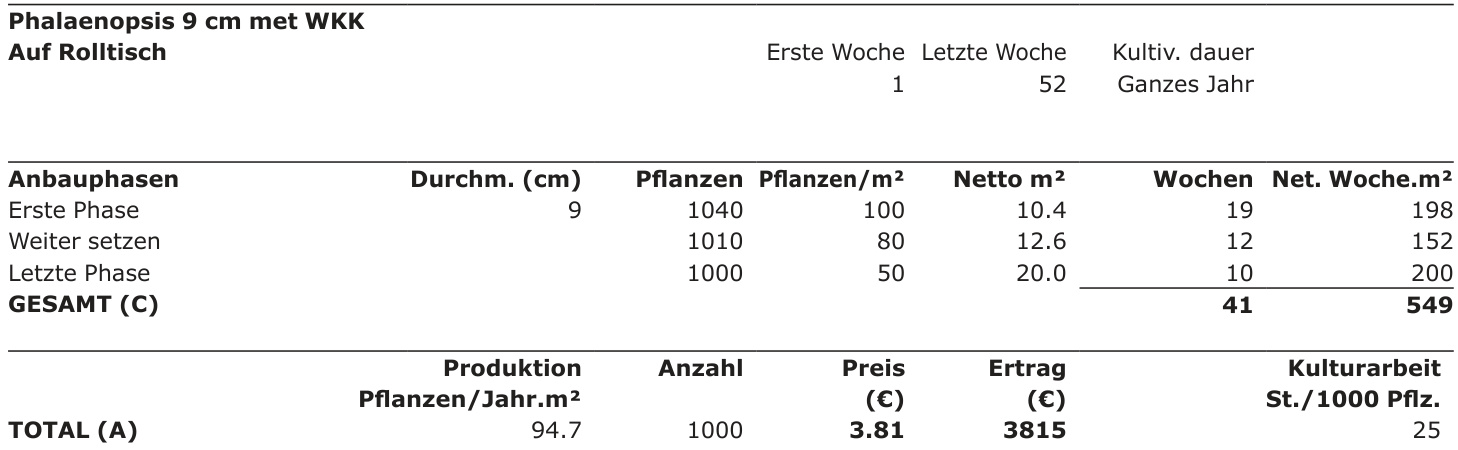 Phalaenopsis 9 cm met WKK
Auf Rolltisch Erste Woche Letzte Woche Kultiv. dauer
1 52 Ganzes Jahr
Anbauphasen Durchm. (cm) Pflanzen Pflanzen/m² Netto m² Wochen Net. Woche.m²
Erste Phase 9 1040 100 10.4 19 198
Weiter setzen 1010 80 12.6 12 152
Letzte Phase 1000 50 20.0 10 200
GESAMT (C) 41 549
Produktion Anzahl Preis Ertrag Kulturarbeit
Pflanzen/Jahr.m² (€) (€) St./1000 Pflz.
TOTAL (A) 94.7 1000 3.81 3815 25